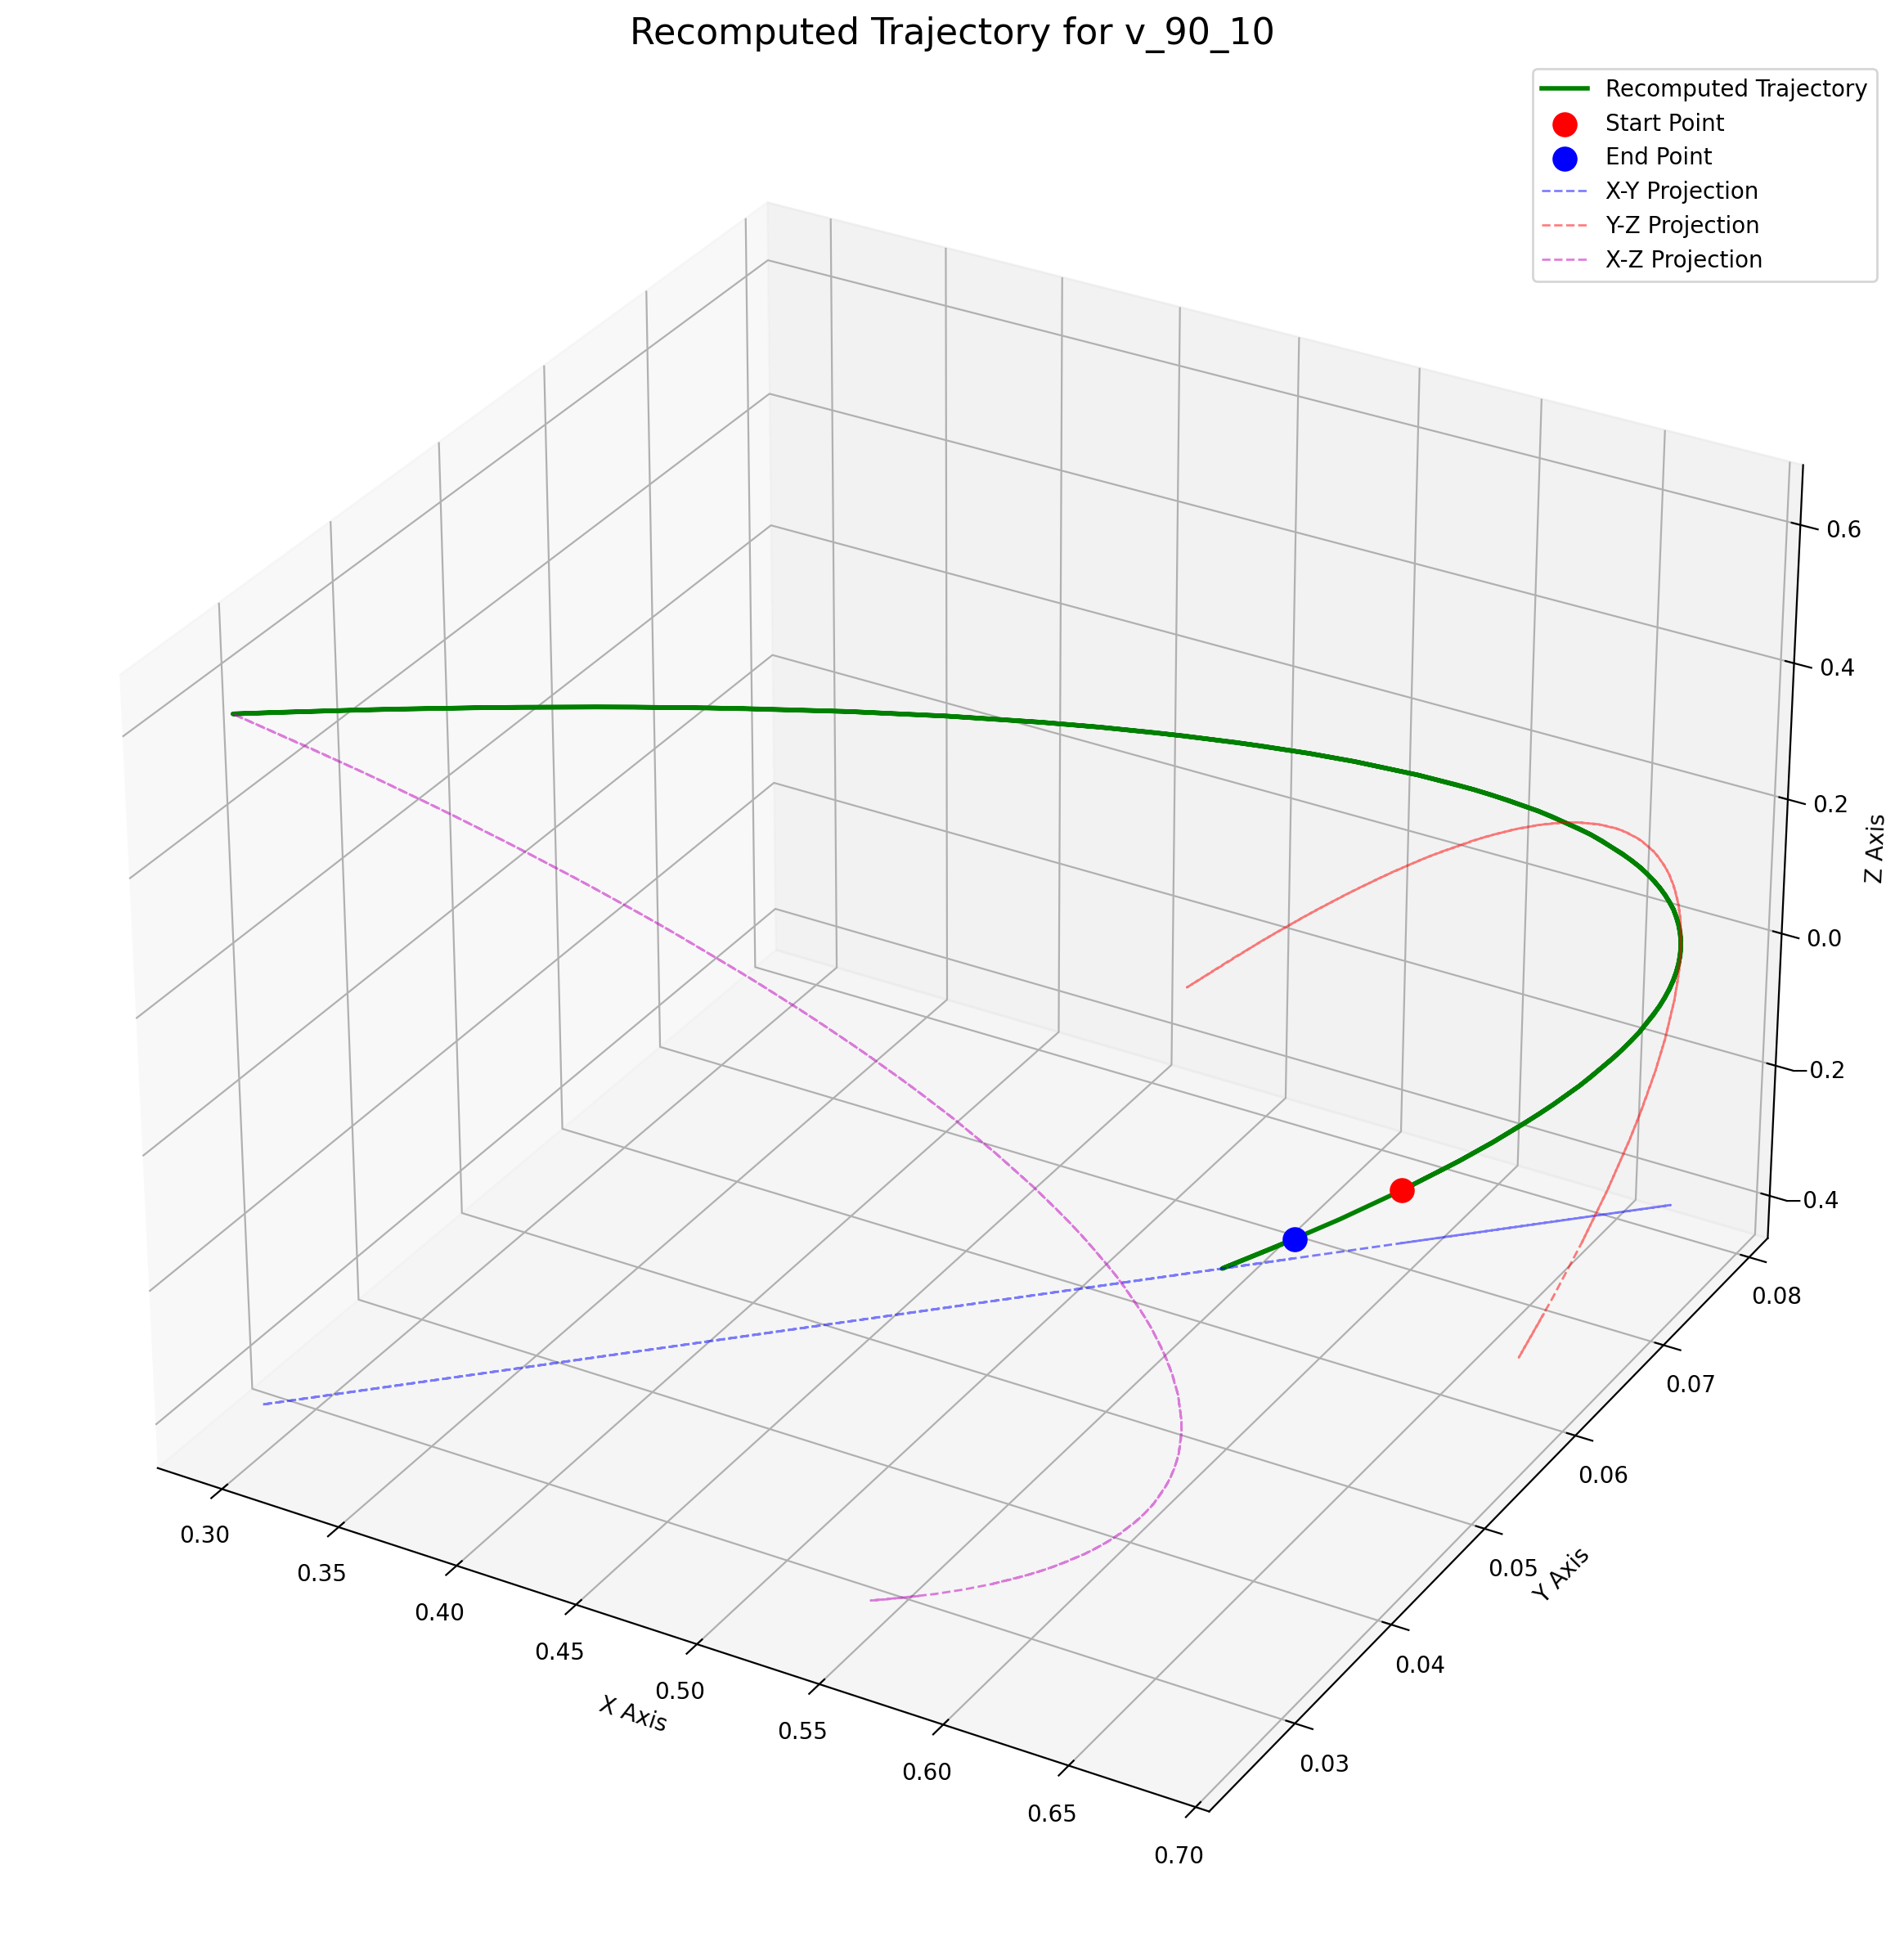 Recomputed Trajectory for v_90_10
Recomputed Trajectory
Start Point
End Point
X-Y Projection
Y-Z Projection
X-Z Projection
0.6
0.4
0.2
0.0
−0.2
−0.4
Z Axis
0.08
0.07
0.06
0.05
0.04
0.03
Y Axis
0.30
0.35
0.40
0.45
0.50
0.55
0.60
0.65
0.70
X Axis